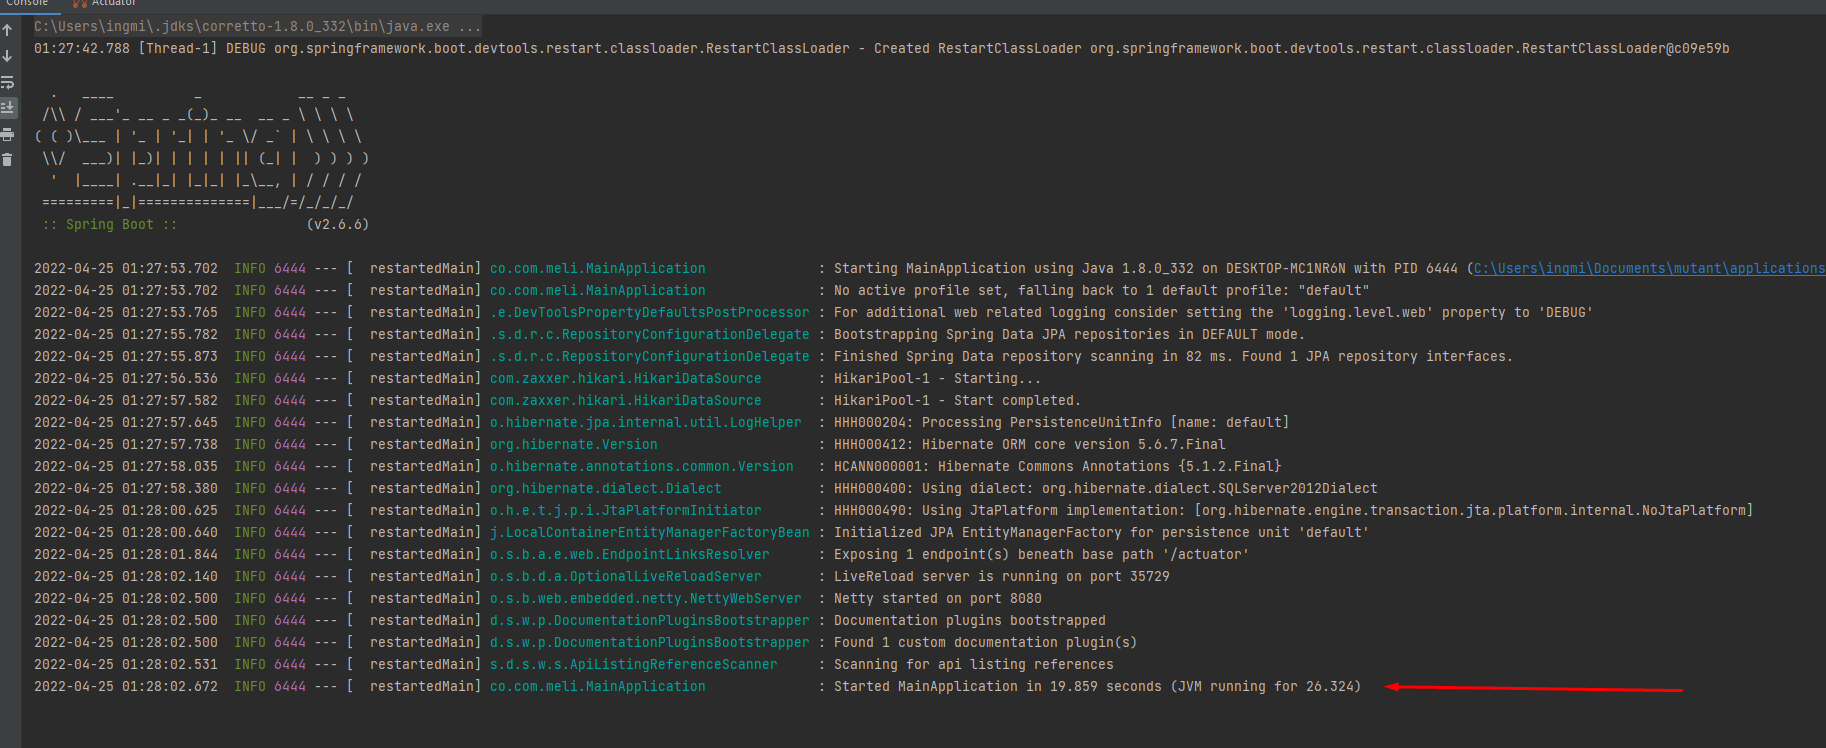 Console Actuator
C:\Users\ingmi\.jdks\corretto-1.8.0_332\bin\java.exe ...
01:27:42.788 [Thread-1] DEBUG org.springframework.boot.devtools.restart.classloader.RestartClassLoader - Created RestartClassLoader org.springframework.boot.devtools.restart.classloader.RestartClassLoader@c09e59b
  .   ____          _            __ _ _
 /\\ / ___'_ __ _ _(_)_ __  __ _ \ \ \ \
( ( )\___ | '_ | '_| | '_ \/ _` | \ \ \ \
 \\/  ___)| |_)| | | | | || (_| |  ) ) ) )
  '  |____| .__|_| |_|_| |_\__, | / / / /
 =========|_|==============|___/=/_/_/_/
 :: Spring Boot ::                (v2.6.6)
2022-04-25 01:27:53.702  INFO 6444 --- [  restartedMain] co.com.meli.MainApplication              : Starting MainApplication using Java 1.8.0_332 on DESKTOP-MC1NR6N with PID 6444 (C:\Users\ingmi\Documents\mutant\applications
2022-04-25 01:27:53.702  INFO 6444 --- [  restartedMain] co.com.meli.MainApplication              : No active profile set, falling back to 1 default profile: "default"
2022-04-25 01:27:53.765  INFO 6444 --- [  restartedMain] .e.DevToolsPropertyDefaultsPostProcessor : For additional web related logging consider setting the 'logging.level.web' property to 'DEBUG'
2022-04-25 01:27:55.782  INFO 6444 --- [  restartedMain] .s.d.r.c.RepositoryConfigurationDelegate : Bootstrapping Spring Data JPA repositories in DEFAULT mode.
2022-04-25 01:27:55.873  INFO 6444 --- [  restartedMain] .s.d.r.c.RepositoryConfigurationDelegate : Finished Spring Data repository scanning in 82 ms. Found 1 JPA repository interfaces.
2022-04-25 01:27:56.536  INFO 6444 --- [  restartedMain] com.zaxxer.hikari.HikariDataSource       : HikariPool-1 - Starting...
2022-04-25 01:27:57.582  INFO 6444 --- [  restartedMain] com.zaxxer.hikari.HikariDataSource       : HikariPool-1 - Start completed.
2022-04-25 01:27:57.645  INFO 6444 --- [  restartedMain] o.hibernate.jpa.internal.util.LogHelper  : HHH000204: Processing PersistenceUnitInfo [name: default]
2022-04-25 01:27:57.738  INFO 6444 --- [  restartedMain] org.hibernate.Version                    : HHH000412: Hibernate ORM core version 5.6.7.Final
2022-04-25 01:27:58.035  INFO 6444 --- [  restartedMain] o.hibernate.annotations.common.Version   : HCANN000001: Hibernate Commons Annotations {5.1.2.Final}
2022-04-25 01:27:58.380  INFO 6444 --- [  restartedMain] org.hibernate.dialect.Dialect            : HHH000400: Using dialect: org.hibernate.dialect.SQLServer2012Dialect
2022-04-25 01:28:00.625  INFO 6444 --- [  restartedMain] o.h.e.t.j.p.i.JtaPlatformInitiator       : HHH000490: Using JtaPlatform implementation: [org.hibernate.engine.transaction.jta.platform.internal.NoJtaPlatform]
2022-04-25 01:28:00.640  INFO 6444 --- [  restartedMain] j.LocalContainerEntityManagerFactoryBean : Initialized JPA EntityManagerFactory for persistence unit 'default'
2022-04-25 01:28:01.844  INFO 6444 --- [  restartedMain] o.s.b.a.e.web.EndpointLinksResolver      : Exposing 1 endpoint(s) beneath base path '/actuator'
2022-04-25 01:28:02.140  INFO 6444 --- [  restartedMain] o.s.b.d.a.OptionalLiveReloadServer       : LiveReload server is running on port 35729
2022-04-25 01:28:02.500  INFO 6444 --- [  restartedMain] o.s.b.web.embedded.netty.NettyWebServer  : Netty started on port 8080
2022-04-25 01:28:02.500  INFO 6444 --- [  restartedMain] d.s.w.p.DocumentationPluginsBootstrapper : Documentation plugins bootstrapped
2022-04-25 01:28:02.500  INFO 6444 --- [  restartedMain] d.s.w.p.DocumentationPluginsBootstrapper : Found 1 custom documentation plugin(s)
2022-04-25 01:28:02.531  INFO 6444 --- [  restartedMain] s.d.s.w.s.ApiListingReferenceScanner     : Scanning for api listing references
2022-04-25 01:28:02.672  INFO 6444 --- [  restartedMain] co.com.meli.MainApplication              : Started MainApplication in 19.859 seconds (JVM running for 26.324)